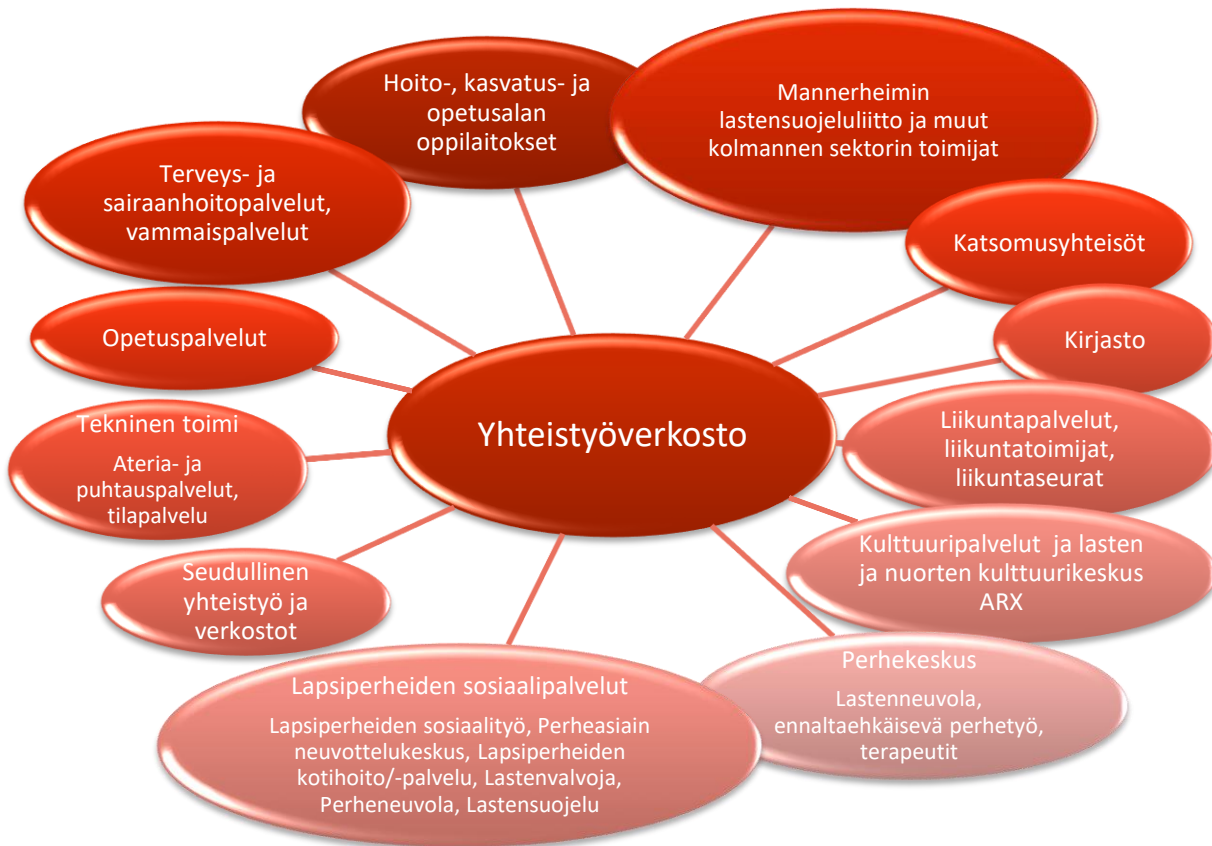 Hoito-, kasvatus- ja
opetusalan
oppilaitokset
Mannerheimin
lastensuojeluliitto ja muut
kolmannen sektorin toimijat
Terveys- ja
sairaanhoitopalvelut,
vammaispalvelut
Katsomusyhteisöt
Opetuspalvelut
Kirjasto
Yhteistyöverkosto
Tekninen toimi
Ateria- ja
puhtauspalvelut,
tilapalvelu
Liikuntapalvelut,
liikuntatoimijat,
liikuntaseurat
Kulttuuripalvelut ja lasten
ja nuorten kulttuurikeskus
ARX
Seudullinen
yhteistyö ja
verkostot
Perhekeskus
Lastenneuvola,
ennaltaehkäisevä perhetyö,
terapeutit
Lapsiperheiden sosiaalipalvelut
Lapsiperheiden sosiaalityö, Perheasiain
neuvottelukeskus, Lapsiperheiden
kotihoito/-palvelu, Lastenvalvoja,
Perheneuvola, Lastensuojelu